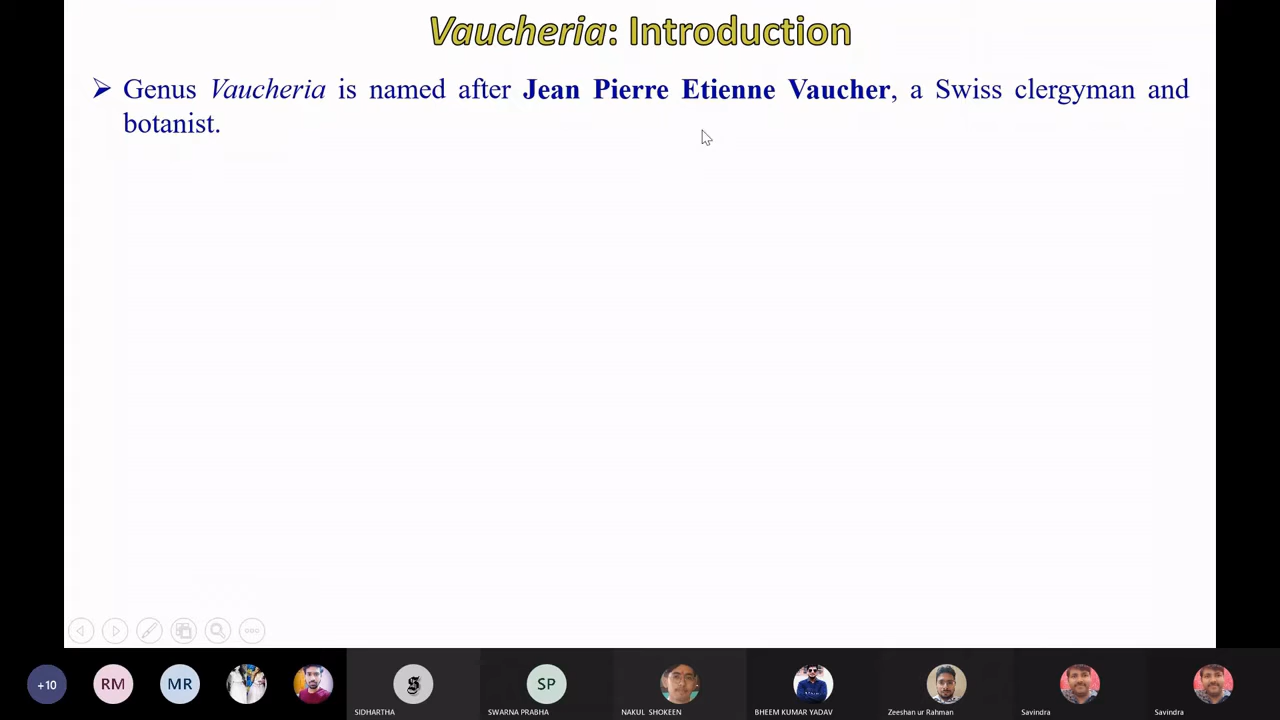 Vaucheria: Introduction
➢ Genus Vaucheria is named after Jean Pierre Etienne Vaucher, a Swiss clergyman and
botanist.
+10
RM
MR
S
SP
SIDHARTHA
SWARNA PRABHA
NAKUL SHOKEEN
BHEEM KUMAR YADAV
Zeeshan ur Rahman
Savindra
Savindra